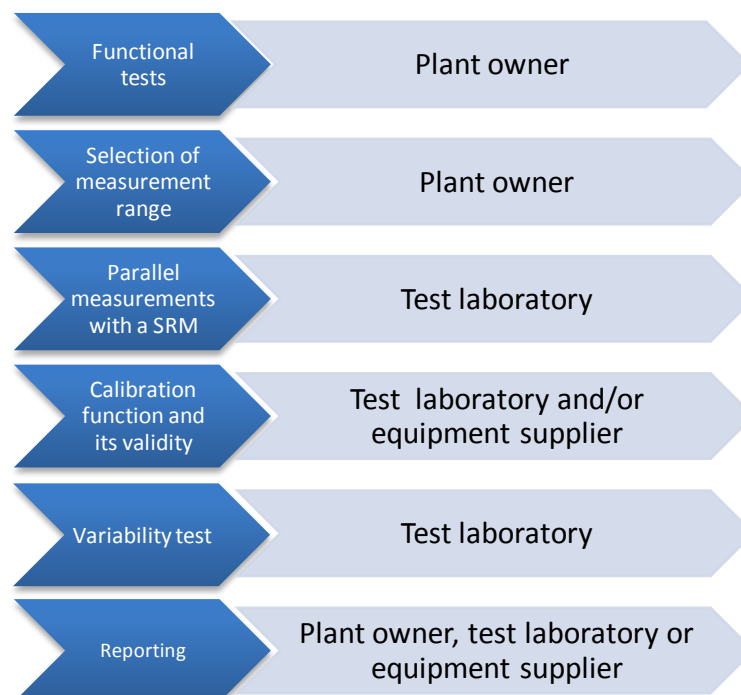 Functional
tests
Plant owner
Selection of
measurement
range
Plant owner
Parallel
measurements
with a SRM
Test laboratory
Calibration
function and
its validity
Test laboratory and/or
equipment supplier
Variability test
Test laboratory
Reporting
Plant owner, test laboratory or
equipment supplier